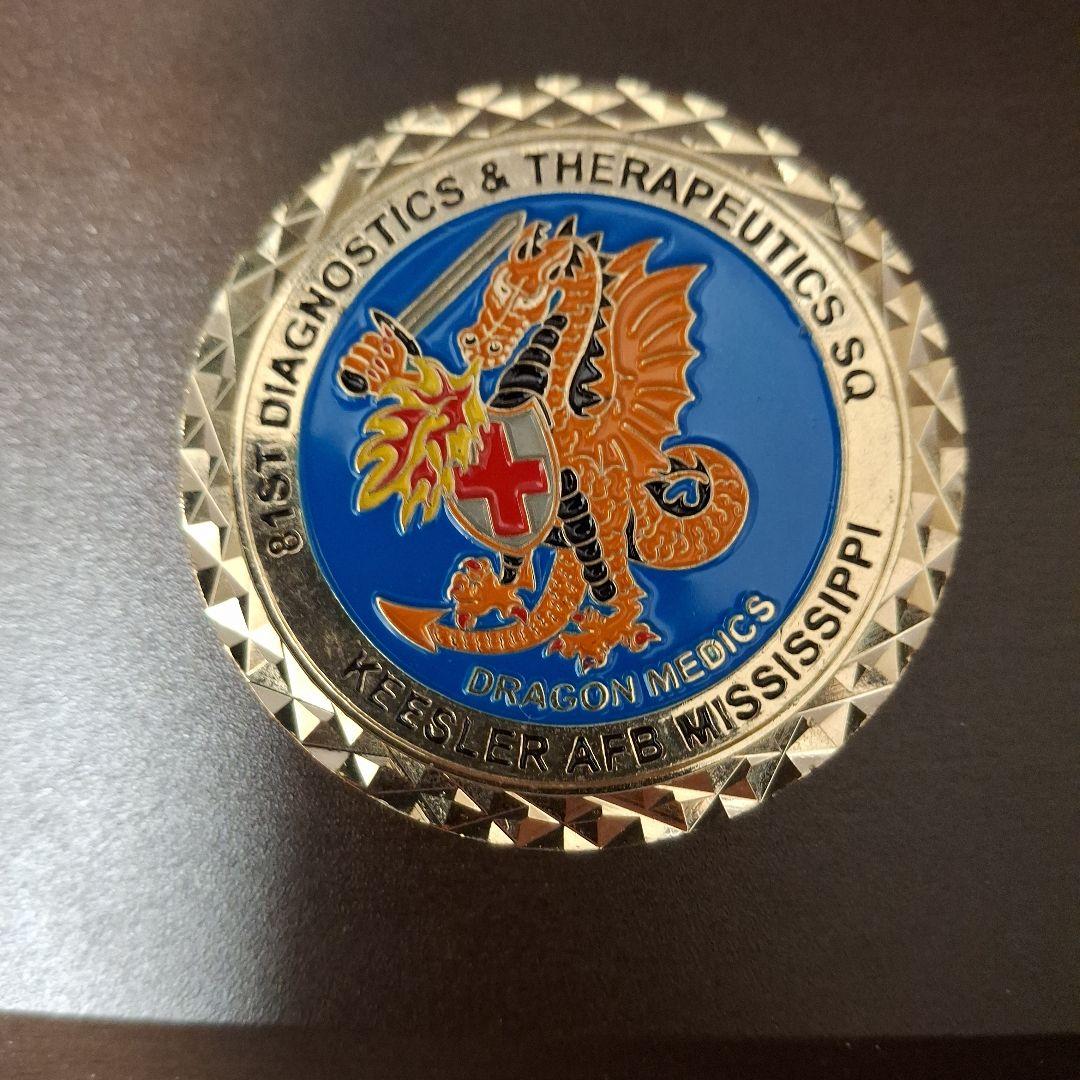 81ST DIAGNOSTICS & THERAPEUTICS SQ
DRAGON MEDICS
KEESLER AFB MISSISSIPPI